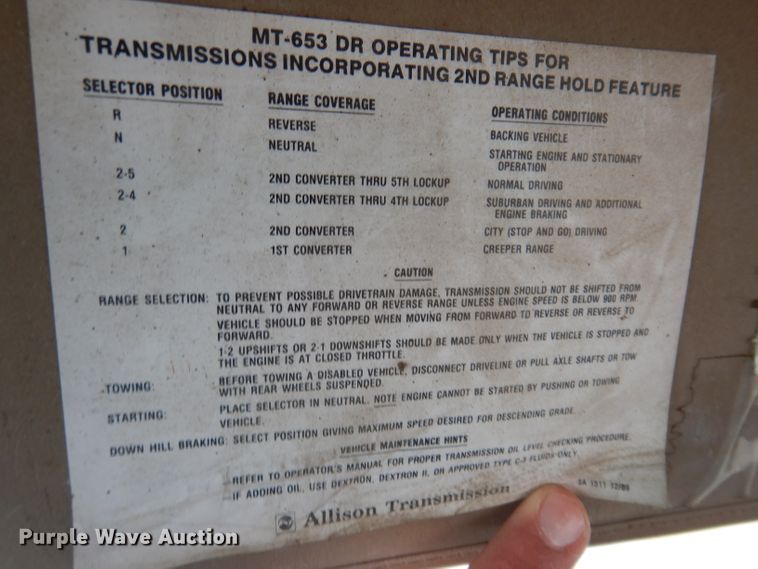 MT-653 DR OPERATING TIPS FOR
TRANSMISSIONS INCORPORATING 2ND RANGE HOLD FEATURE
SELECTOR POSITION RANGE COVERAGE OPERATING CONDITIONS
R REVERSE BACKING VEHICLE
N NEUTRAL STARTING ENGINE AND STATIONARY
OPERATION
2-5 2ND CONVERTER THRU 5TH LOCKUP NORMAL DRIVING
2-4 2ND CONVERTER THRU 4TH LOCKUP SUBURBAN DRIVING AND ADDITIONAL
ENGINE BRAKING
2 2ND CONVERTER CITY (STOP AND GO) DRIVING
1 1ST CONVERTER CREEPER RANGE
CAUTION
RANGE SELECTION: TO PREVENT POSSIBLE DRIVETRAIN DAMAGE, TRANSMISSION SHOULD NOT BE SHIFTED FROM
NEUTRAL TO ANY FORWARD OR REVERSE RANGE UNLESS ENGINE SPEED IS BELOW 900 RPM.
VEHICLE SHOULD BE STOPPED WHEN MOVING FROM FORWARD TO REVERSE OR REVERSE TO
FORWARD.
1-2 UPSHIFTS OR 2-1 DOWNSHIFTS SHOULD BE MADE ONLY WHEN THE VEHICLE IS STOPPED AND
THE ENGINE IS AT CLOSED THROTTLE.
TOWING: BEFORE TOWING A DISABLED VEHICLE, DISCONNECT DRIVELINE OR PULL AXLE SHAFTS OR TOW
WITH REAR WHEELS SUSPENDED.
STARTING: PLACE SELECTOR IN NEUTRAL. NOTE ENGINE CANNOT BE STARTED BY PUSHING OR TOWING
VEHICLE.
DOWN HILL BRAKING: SELECT POSITION GIVING MAXIMUM SPEED DESIRED FOR DESCENDING GRADE.
VEHICLE MAINTENANCE HINTS
REFER TO OPERATOR'S MANUAL FOR PROPER TRANSMISSION OIL LEVEL CHECKING PROCEDURE.
IF ADDING OIL, USE DEXTRON, DEXTRON II, OR APPROVED TYPE C-3 FLUIDS ONLY.
Allison Transmission SA 1311
Purple Wave Auction